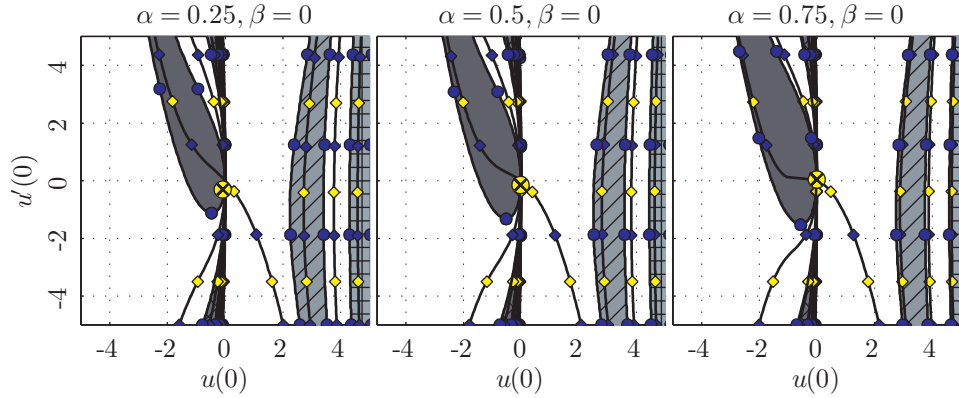 α = 0.25, β = 0 α = 0.5, β = 0 α = 0.75, β = 0
4
2
0
-2
-4
u′(0)
-4 -2 0 2 4 -4 -2 0 2 4 -4 -2 0 2 4
u(0) u(0) u(0)